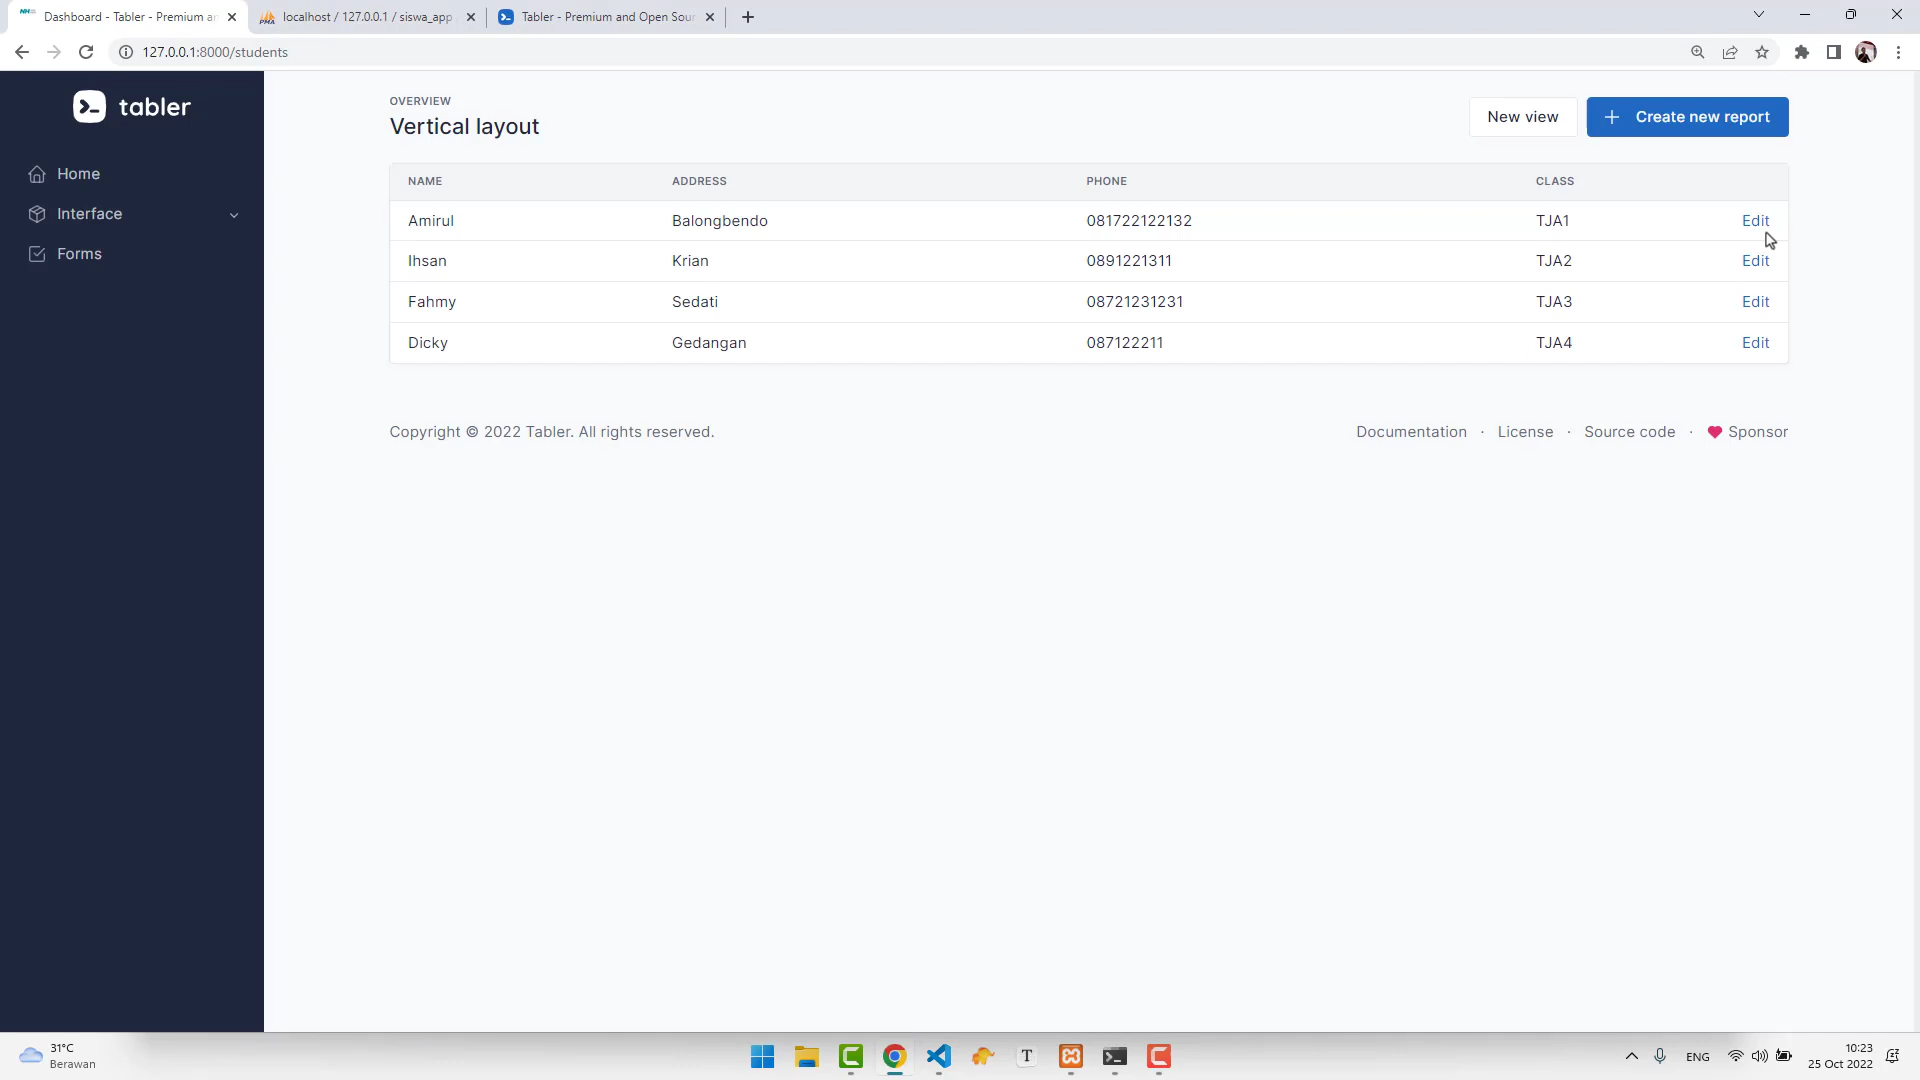 Dashboard - Tabler - Premium an
localhost / 127.0.0.1 / siswa_app
Tabler - Premium and Open Sour
127.0.0.1:8000/students
tabler
Home
Interface
Forms
OVERVIEW
Vertical layout
New view
Create new report
NAME ADDRESS PHONE CLASS
Amirul Balongbendo 081722122132 TJA1 Edit
Ihsan Krian 0891221311 TJA2 Edit
Fahmy Sedati 08721231231 TJA3 Edit
Dicky Gedangan 087122211 TJA4 Edit
Copyright © 2022 Tabler. All rights reserved.
Documentation · License · Source code · Sponsor
31°C
Berawan
ENG
10:23
25 Oct 2022